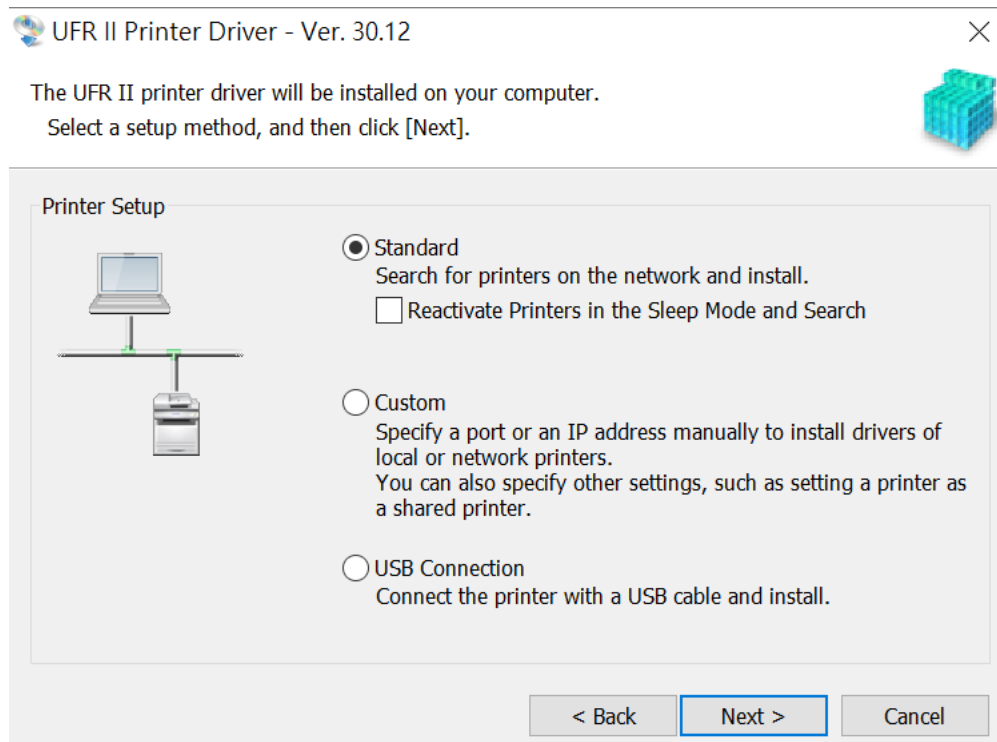 UFR II Printer Driver - Ver. 30.12
The UFR II printer driver will be installed on your computer.
Select a setup method, and then click [Next].
Printer Setup
Standard
Search for printers on the network and install.
Reactivate Printers in the Sleep Mode and Search
Custom
Specify a port or an IP address manually to install drivers of
local or network printers.
You can also specify other settings, such as setting a printer as
a shared printer.
USB Connection
Connect the printer with a USB cable and install.
< Back
Next >
Cancel